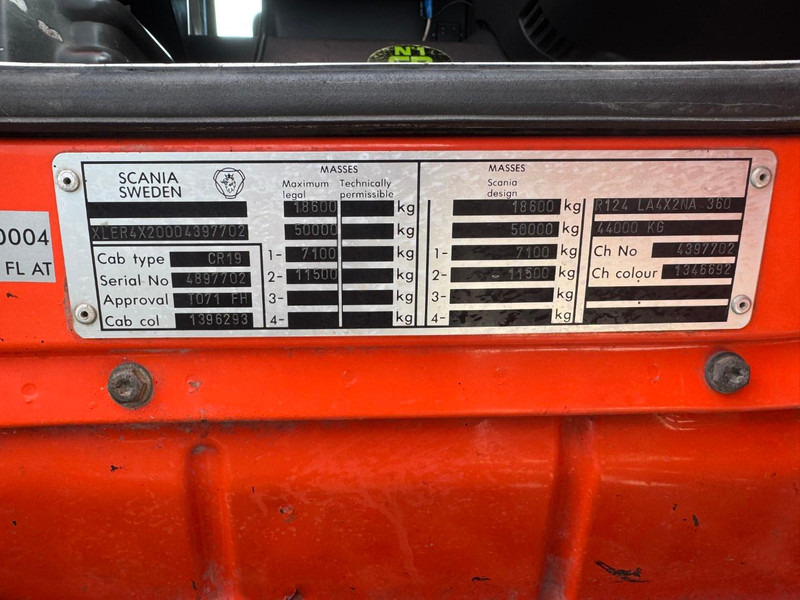 N°1
0004
FL AT
SCANIA
SWEDEN
XLER4X20004397702
Cab type CR19
Serial No 4897702
Approval T071 FH
Cab col 1396293
MASSES
Maximum legal Technically permissible
18600 kg
50000 kg
1- 7100 kg
2- 11500 kg
3- kg
4- kg
MASSES
Scania
design
18600 kg
50000 kg
1- 7100 kg
2- 11500 kg
3- kg
4- kg
R124 LA4X2NA 360
44000 KG
Ch No 4397702
Ch colour 1346692